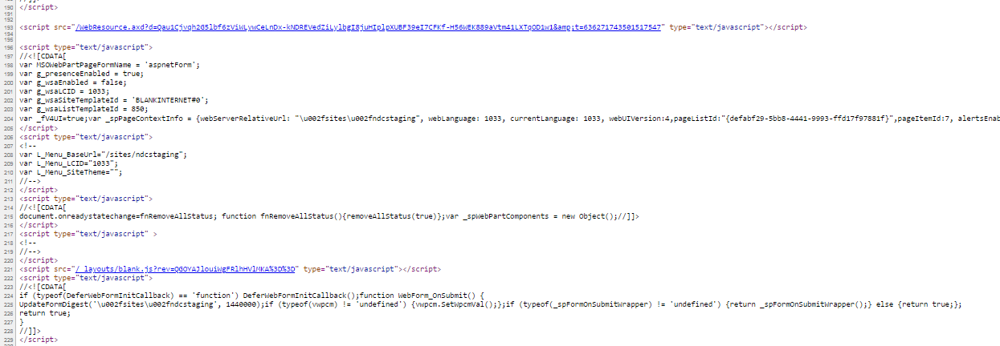 190 </script>
191
192
193 <script src="/WebResource.axd?d=Qau1Cjvqh2G5lbf6zViWLywCeLnDx-kNDREVedZiLylbgI8juHIplpXUBF39eI7CFKf-H56WEK889aVtm41LXTqOD1w1&amp;t=636271743501517547" type="text/javascript"></script>
194
195
196 <script type="text/javascript">
197 //<![CDATA[
198 var MSOWebPartPageFormName = 'aspnetForm';
199 var g_presenceEnabled = true;
200 var g_wsaEnabled = false;
201 var g_wsaLCID = 1033;
202 var g_wsaSiteTemplateId = 'BLANKINTERNET#0';
203 var g_wsaListTemplateId = 850;
204 var _fV4UI=true;var _spPageContextInfo = {webServerRelativeUrl: "\u002fsites\u002fndcstaging", webLanguage: 1033, currentLanguage: 1033, webUIVersion:4,pageListId:"{defabf29-5bb8-4441-9993-ffd17f97881f}",pageItemId:7, alertsEnab
205 </script>
206 <script type="text/javascript">
207 <!--
208 var L_Menu_BaseUrl="/sites/ndcstaging";
209 var L_Menu_LCID="1033";
210 var L_Menu_SiteTheme="";
211 //-->
212 </script>
213 <script type="text/javascript">
214 //<![CDATA[
215 document.onreadystatechange=fnRemoveAllStatus; function fnRemoveAllStatus(){removeAllStatus(true)};var _spWebPartComponents = new Object();//]]>
216 </script>
217 <script type="text/javascript" >
218 <!--
219 //-->
220 </script>
221 <script src="/_layouts/blank.js?rev=QGOYAJlouiWgFRlhHVlMKA%3D%3D" type="text/javascript"></script>
222 <script type="text/javascript">
223 //<![CDATA[
224 if (typeof(DeferWebFormInitCallback) == 'function') DeferWebFormInitCallback();function WebForm_OnSubmit() {
225 UpdateFormDigest('\u002fsites\u002fndcstaging', 1440000);if (typeof(vwpcm) != 'undefined') {vwpcm.SetWpcmVal();};if (typeof(_spFormOnSubmitWrapper) != 'undefined') {return _spFormOnSubmitWrapper();} else {return true;};
226 return true;
227 }
228 //]]>
229 </script>